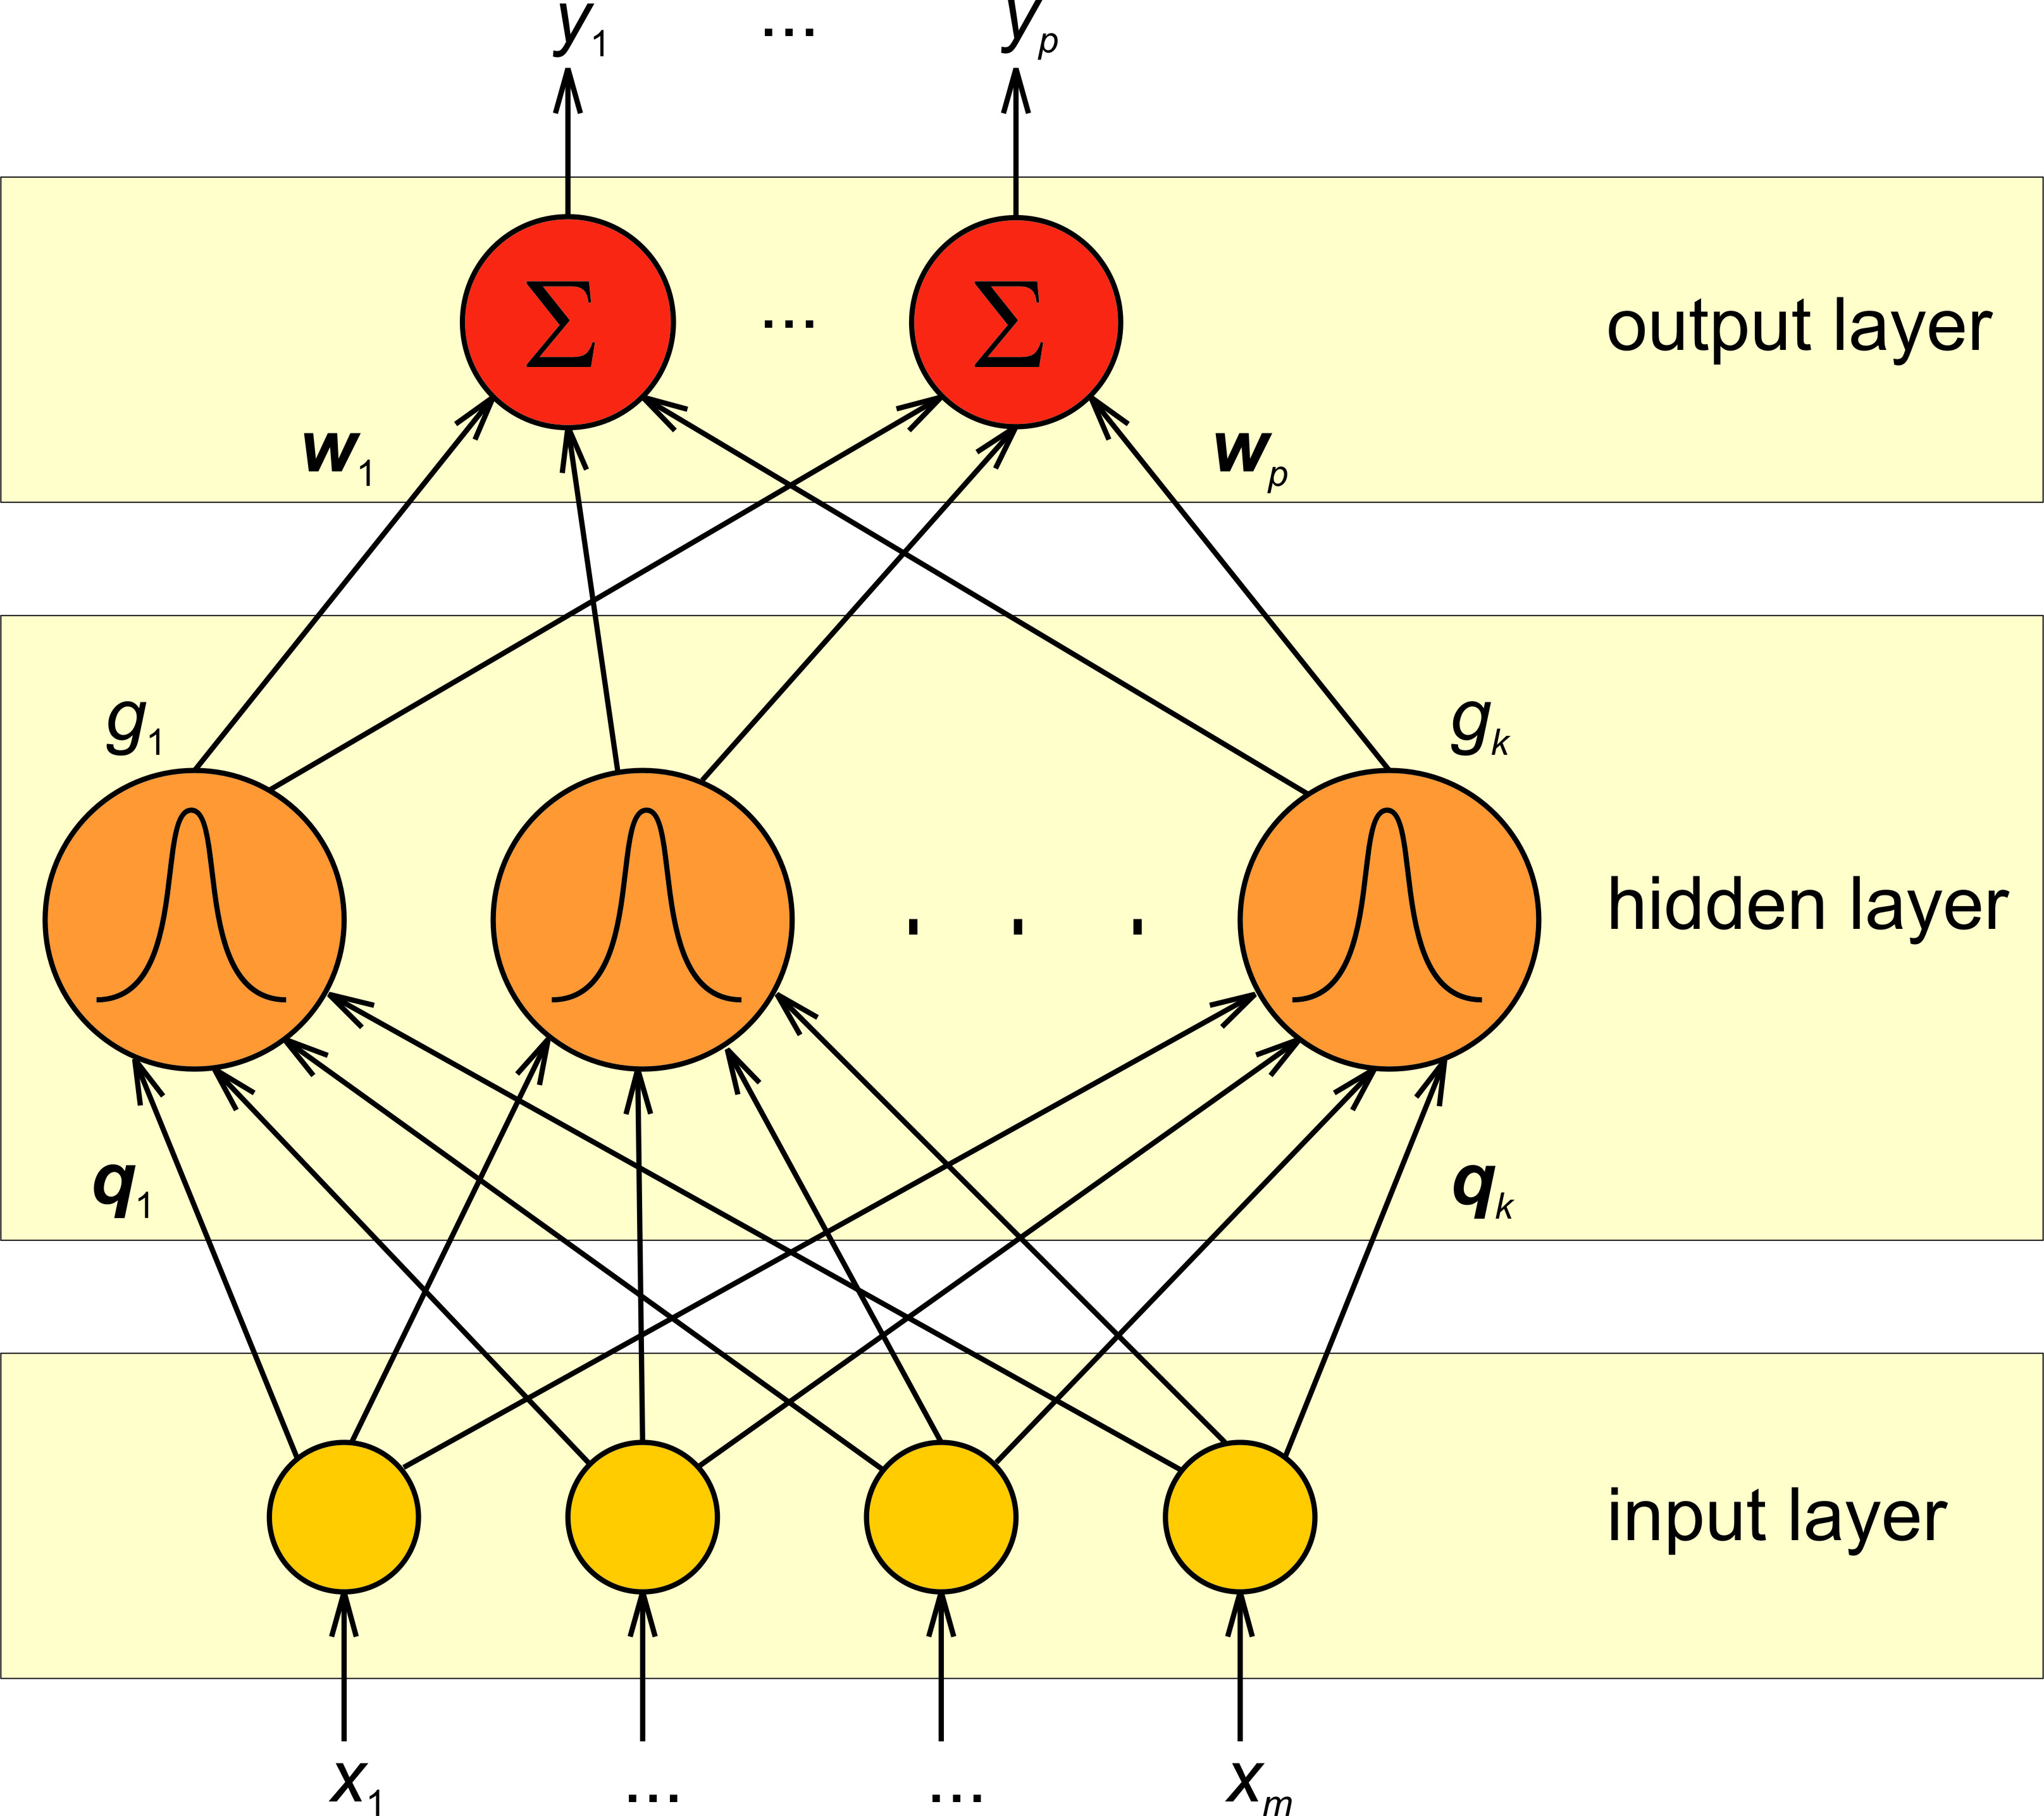 y1 ... yp
Σ ... Σ output layer
w1 wp
g1 gk
. . . hidden layer
q1 qk
input layer
x1 ... ... xm